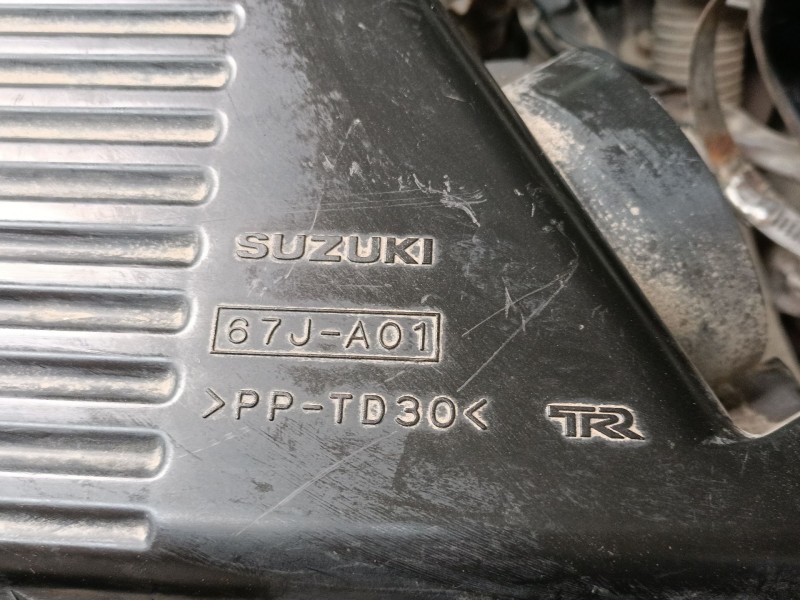 SUZUKI
67J-A01
>PP-TD30<
TR